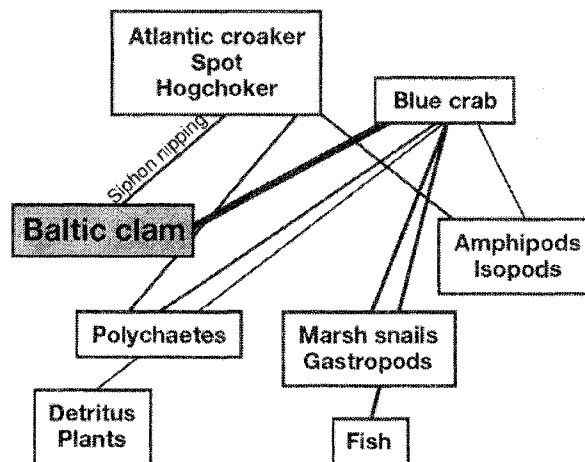 Atlantic croaker
Spot
Hogchoker
Blue crab
Siphon nipping
Baltic clam
Amphipods
Isopods
Polychaetes
Marsh snails
Gastropods
Detritus
Plants
Fish